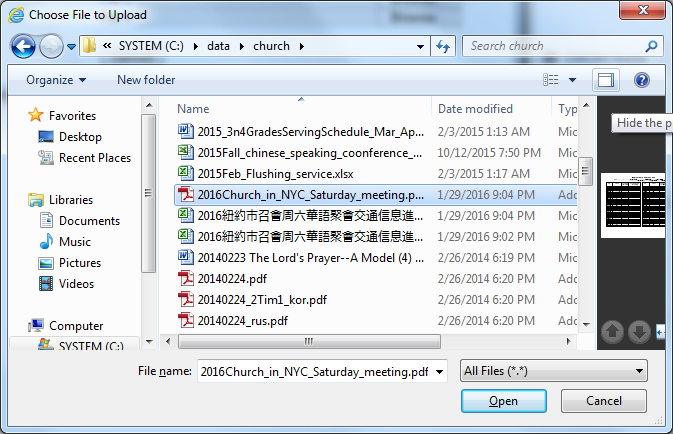 Choose File to Upload
SYSTEM (C:) data church
Search church
Organize New folder
Name Date modified Typ
Favorites
Desktop
Recent Places
Libraries
Documents
Music
Pictures
Videos
Computer
SYSTEM (C:)
2015_3n4GradesServingSchedule_Mar_Ap... 2/3/2015 1:13 AM Mic
2015Fall_chinese_speaking_coonference_... 10/12/2015 7:50 PM Mic
2015Feb_Flushing_service.xlsx 2/3/2015 1:17 AM Mic
2016Church_in_NYC_Saturday_meeting.p... 1/29/2016 9:04 PM Ado
2016紐約市召會周六華語聚會交通信息進... 1/29/2016 9:04 PM Mic
2016紐約市召會周六華語聚會交通信息進... 1/29/2016 9:02 PM Mic
20140223 The Lord's Prayer--A Model (4) ... 2/26/2014 6:19 PM Mic
20140224.pdf 2/26/2014 6:20 PM Ado
20140224_2Tim1_kor.pdf 2/26/2014 6:20 PM Ado
20140224_rus.pdf 2/26/2014 6:20 PM Ado
Hide the p
File name: 2016Church_in_NYC_Saturday_meeting.pdf All Files (*.*)
Open Cancel